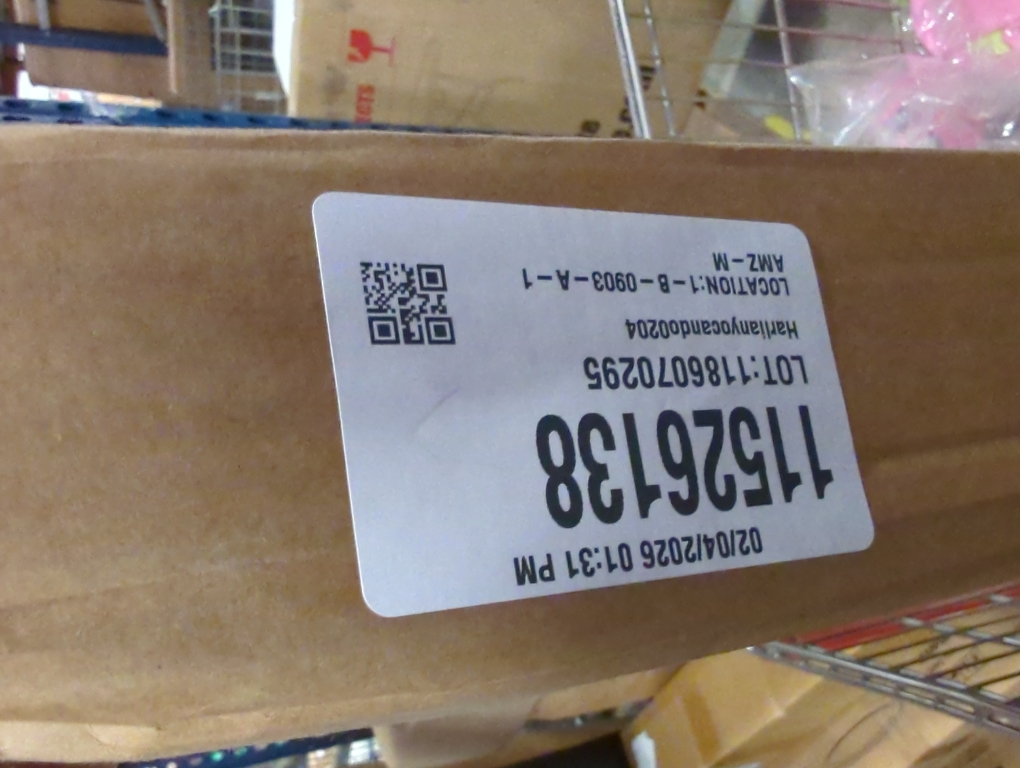 02/04/2026 01:31 PM
11526138
LOT:1186070295
Harlianyocando0204
LOCATION:1-B-0903-A-1
AMZ-M